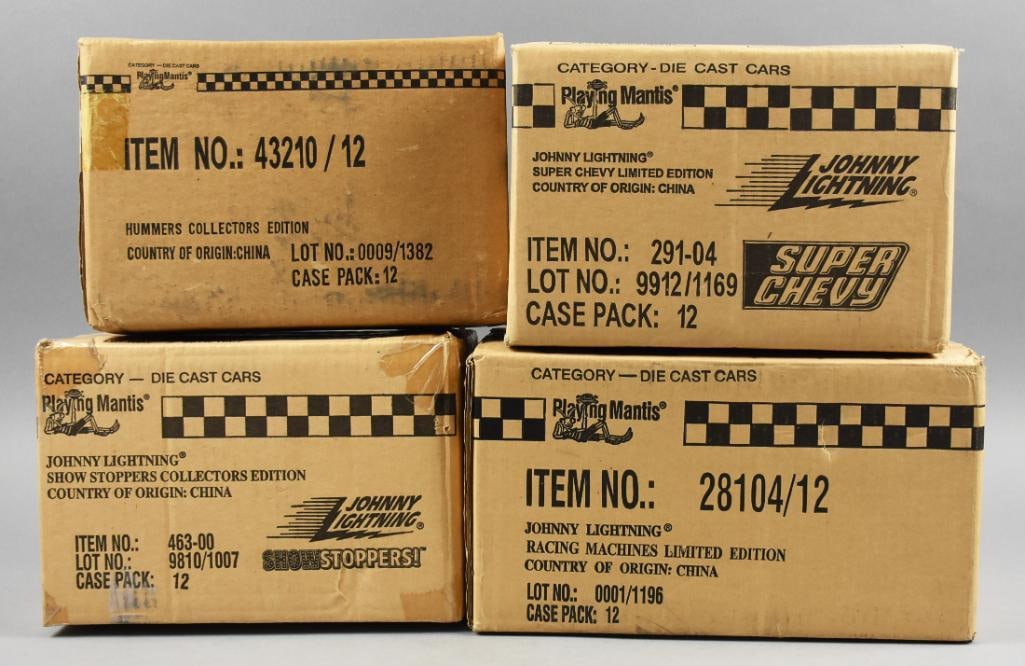 CATEGORY - DIE CAST CARS
Playing Mantis®
ITEM NO.: 43210 / 12
HUMMERS COLLECTORS EDITION
COUNTRY OF ORIGIN:CHINA LOT NO.:0009/1382
CASE PACK:12
CATEGORY - DIE CAST CARS
Playing Mantis®
JOHNNY LIGHTNING®
SUPER CHEVY LIMITED EDITION
COUNTRY OF ORIGIN: CHINA
JOHNNY
LIGHTNING®
ITEM NO.: 291-04
LOT NO.: 9912/1169
CASE PACK: 12
SUPER
CHEVY
CATEGORY — DIE CAST CARS
Playing Mantis®
JOHNNY LIGHTNING®
SHOW STOPPERS COLLECTORS EDITION
COUNTRY OF ORIGIN: CHINA
JOHNNY
LIGHTNING®
ITEM NO.: 463-00
LOT NO.: 9810/1007
CASE PACK: 12
SHOWSTOPPERS!™
CATEGORY — DIE CAST CARS
Playing Mantis®
ITEM NO.: 28104/12
JOHNNY LIGHTNING®
RACING MACHINES LIMITED EDITION
COUNTRY OF ORIGIN: CHINA
LOT NO.: 0001/1196
CASE PACK: 12